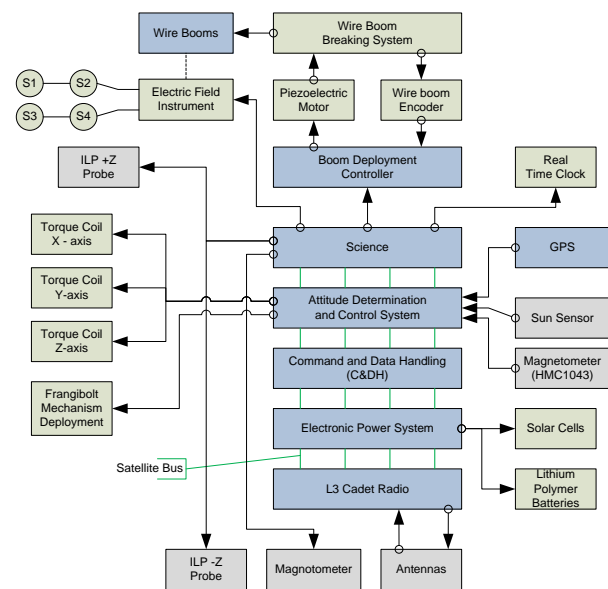 Wire Booms
Wire Boom
Breaking System
S1
S2
S3
S4
Electric Field
Instrument
Piezoelectric
Motor
Wire boom
Encoder
ILP +Z
Probe
Boom Deployment
Controller
Real
Time Clock
Torque Coil
X - axis
Science
GPS
Torque Coil
Y-axis
Attitude Determination
and Control System
Sun Sensor
Torque Coil
Z-axis
Command and Data Handling
(C&DH)
Magnetometer
(HMC1043)
Frangibolt
Mechanism
Deployment
Electronic Power System
Solar Cells
Satellite Bus
L3 Cadet Radio
Lithium
Polymer
Batteries
ILP -Z
Probe
Magnotometer
Antennas